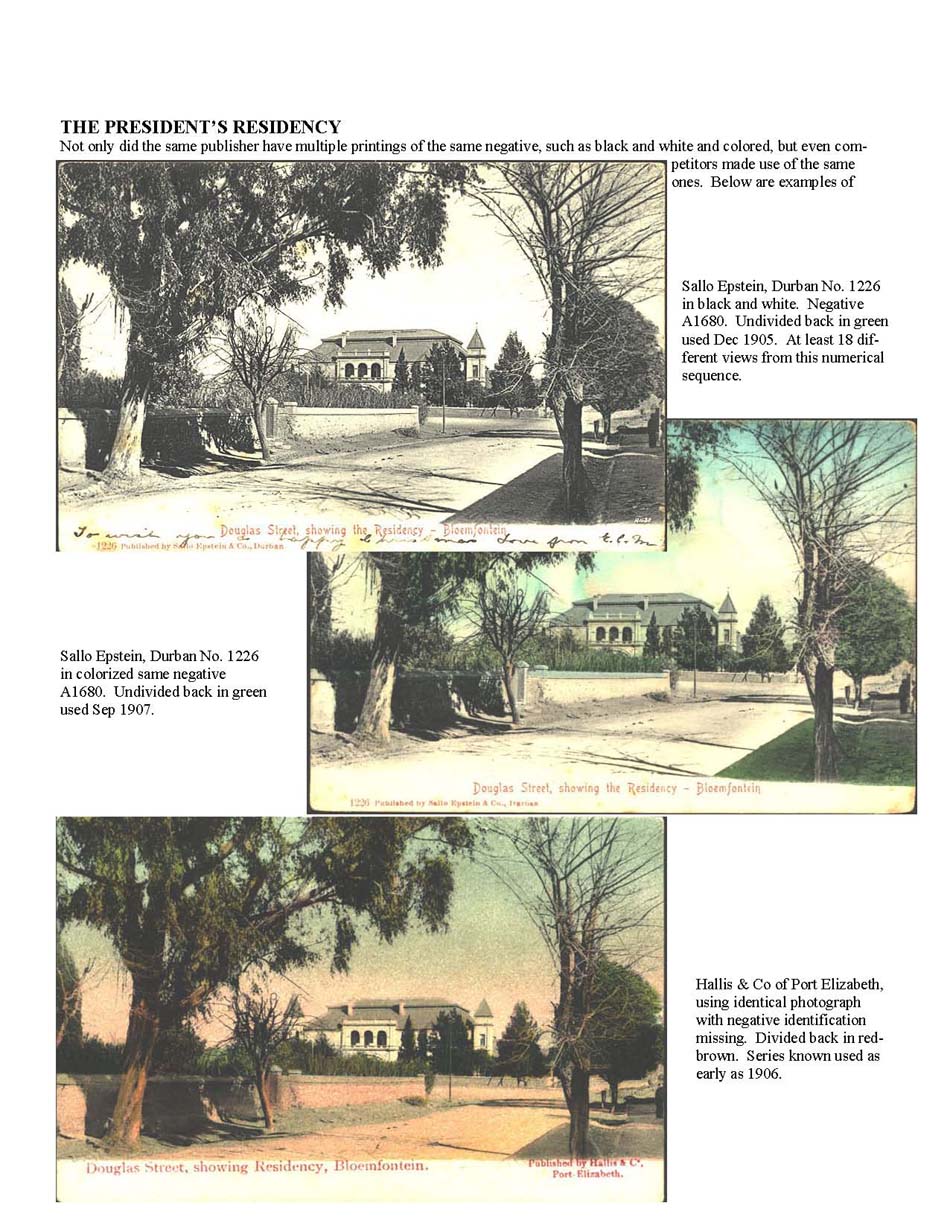 THE PRESIDENT'S RESIDENCY
Not only did the same publisher have multiple printings of the same negative, such as black and white and colored, but even com-
petitors made use of the same
ones. Below are examples of
Sallo Epstein, Durban No. 1226
in black and white. Negative
A1680. Undivided back in green
used Dec 1905. At least 18 dif-
ferent views from this numerical
sequence.
Douglas Street, showing the Residency - Bloemfontein
To wish you a happy Christmas Love from E.C.M
1226 Published by Sallo Epstein & Co., Durban
Sallo Epstein, Durban No. 1226
in colorized same negative
A1680. Undivided back in green
used Sep 1907.
Douglas Street, showing the Residency - Bloemfontein
1226 Published by Sallo Epstein & Co., Durban
Hallis & Co of Port Elizabeth,
using identical photograph
with negative identification
missing. Divided back in red-
brown. Series known used as
early as 1906.
Douglas Street, showing Residency, Bloemfontein.
Published by Hallis & Co,
Port-Elizabeth.